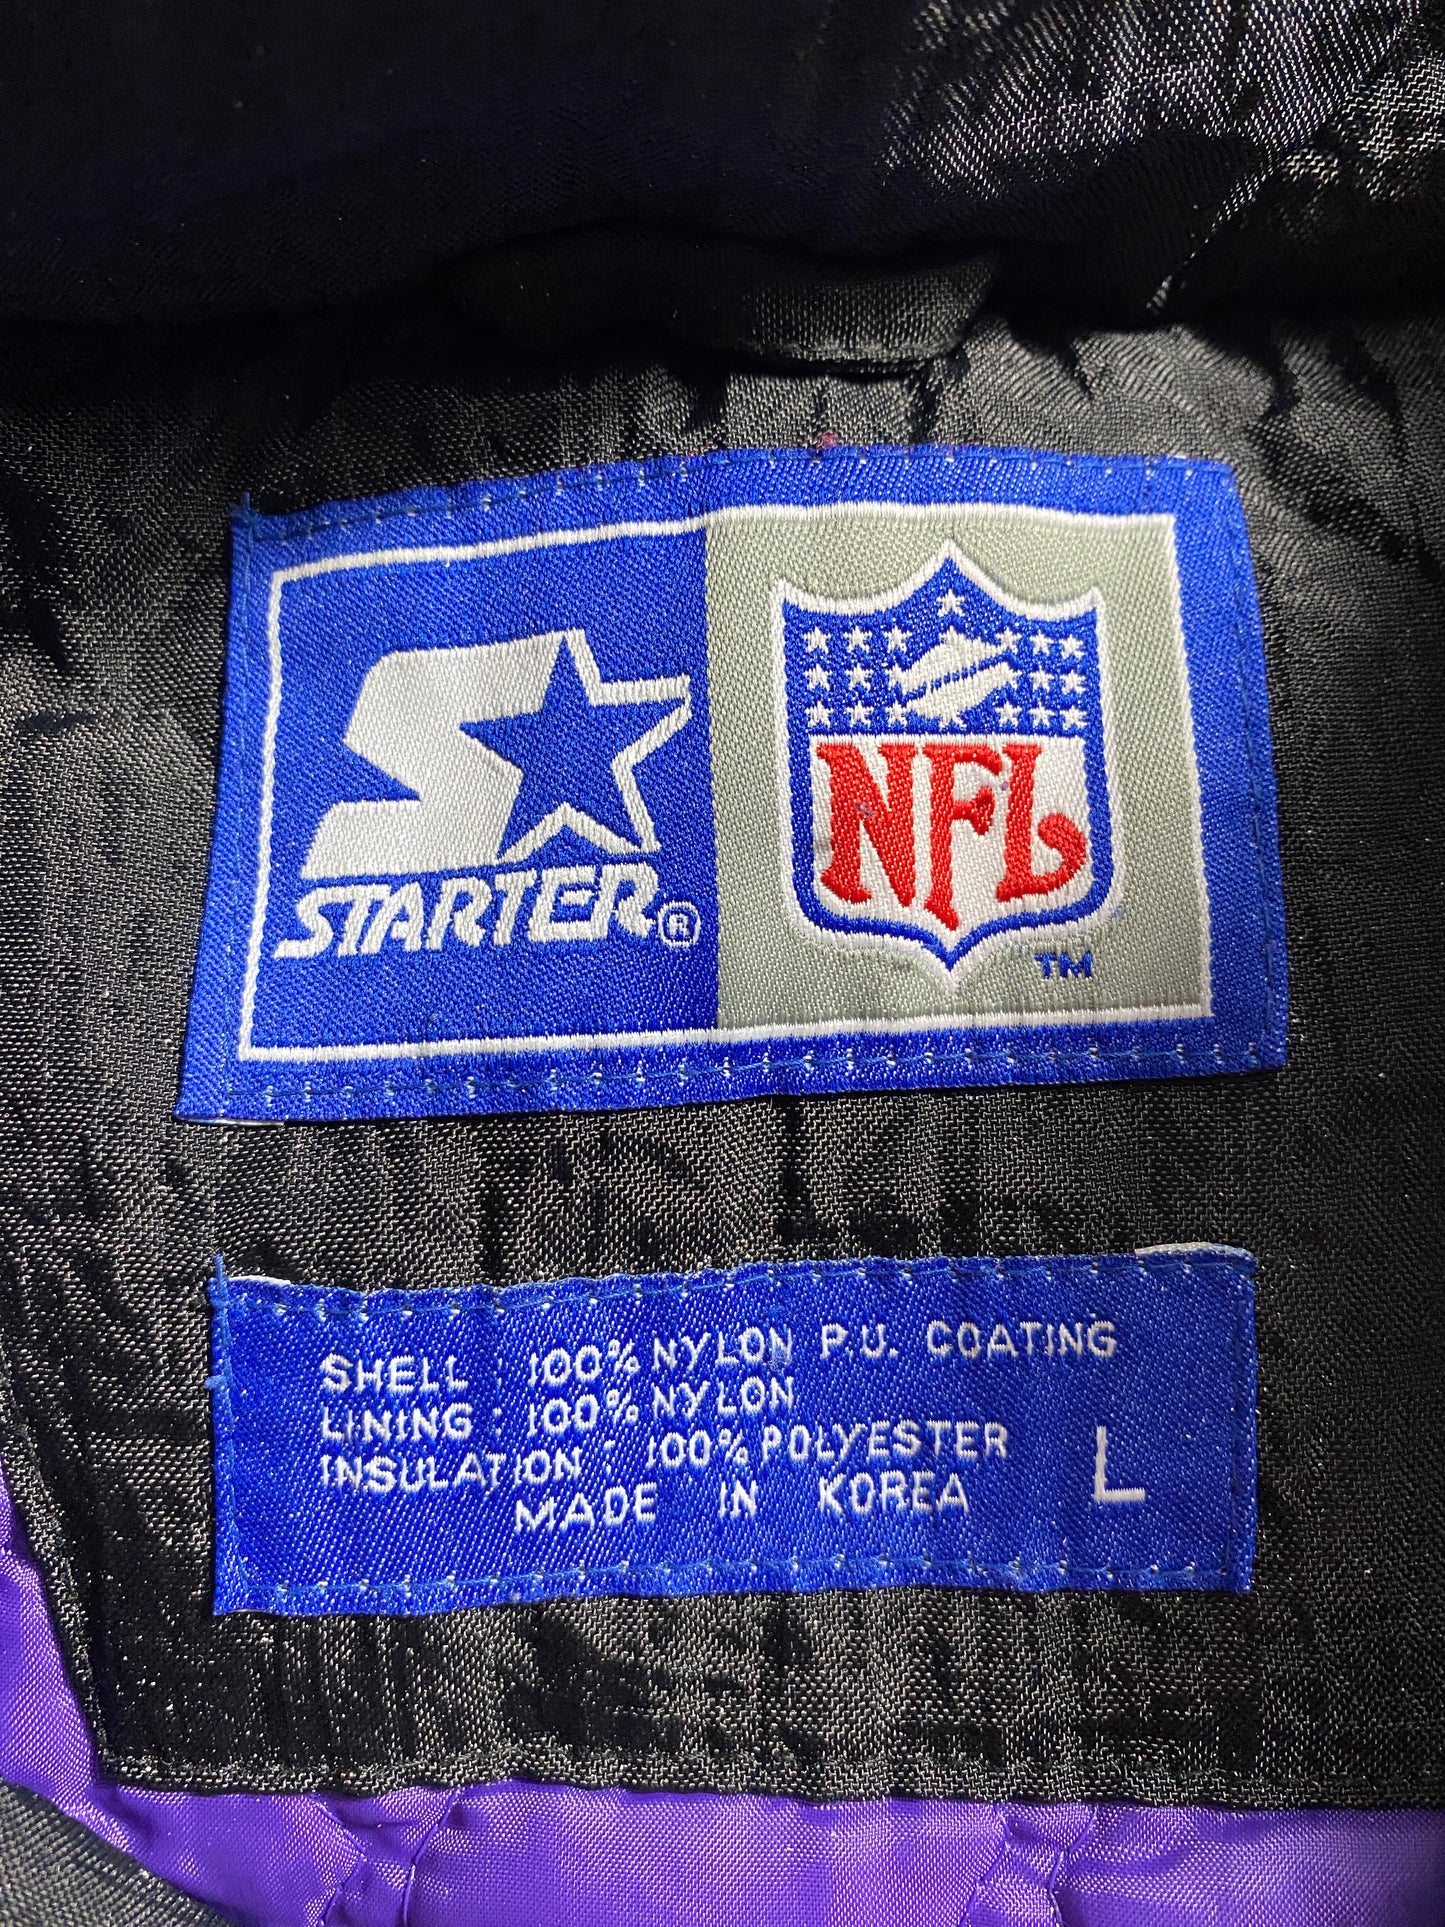 STARTER®
NFL
TM
SHELL : 100% NYLON P.U. COATING
LINING : 100% NYLON
INSULATION : 100% POLYESTER
MADE IN KOREA
L